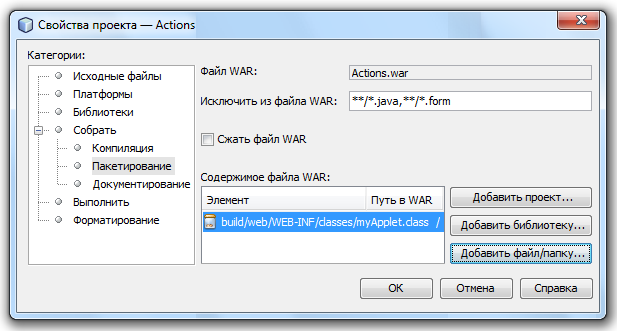 Свойства проекта — Actions
Категории:
Исходные файлы
Платформы
Библиотеки
Собрать
Компиляция
Пакетирование
Документирование
Выполнить
Форматирование
Файл WAR:
Actions.war
Исключить из файла WAR:
**/*.java,**/*.form
Сжать файл WAR
Содержимое файла WAR:
Элемент Путь в WAR
build/web/WEB-INF/classes/myApplet.class /
Добавить проект...
Добавить библиотеку...
Добавить файл/папку...
OK Отмена Справка